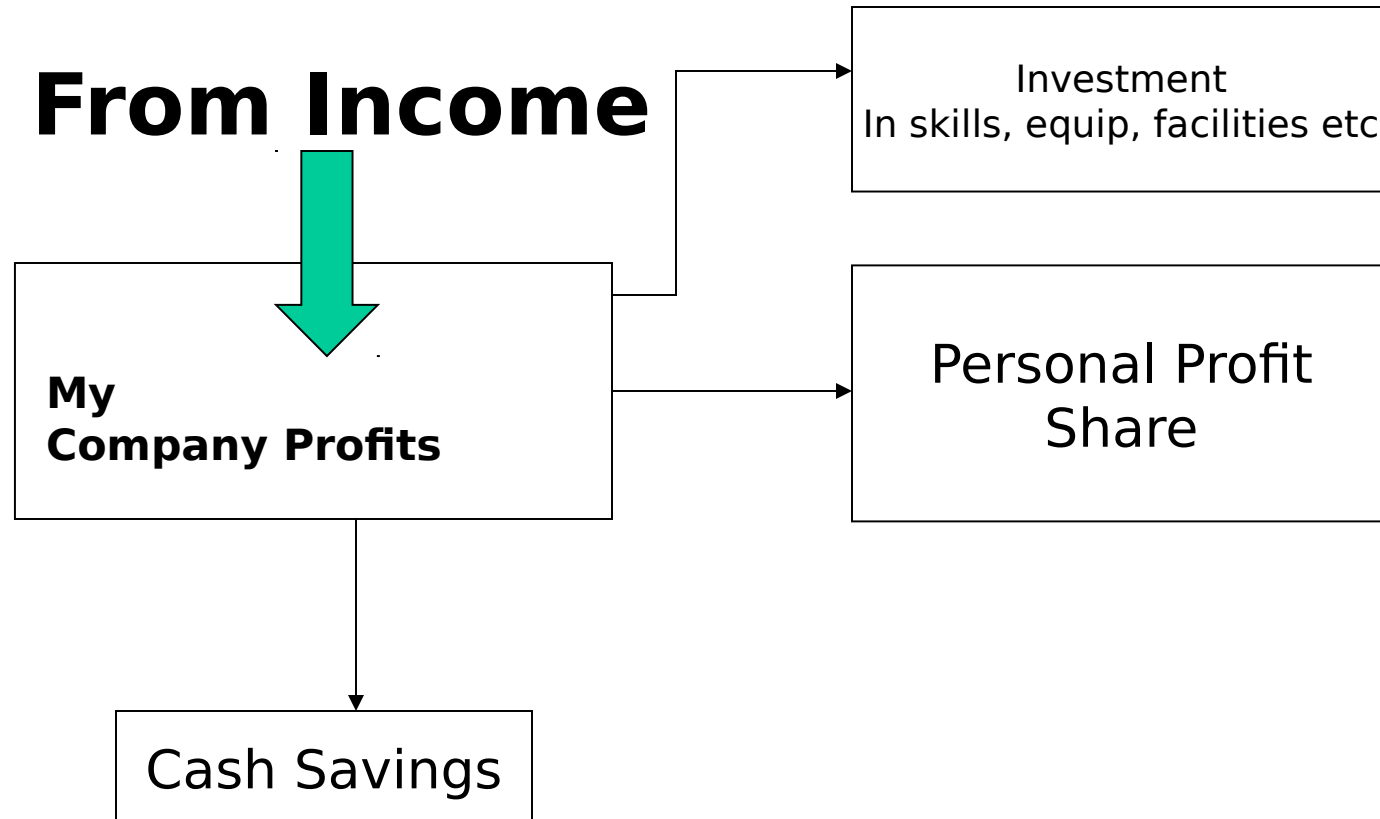 From Income
Investment
In skills, equip, facilities etc
My
Company Profits
Personal Profit
Share
Cash Savings